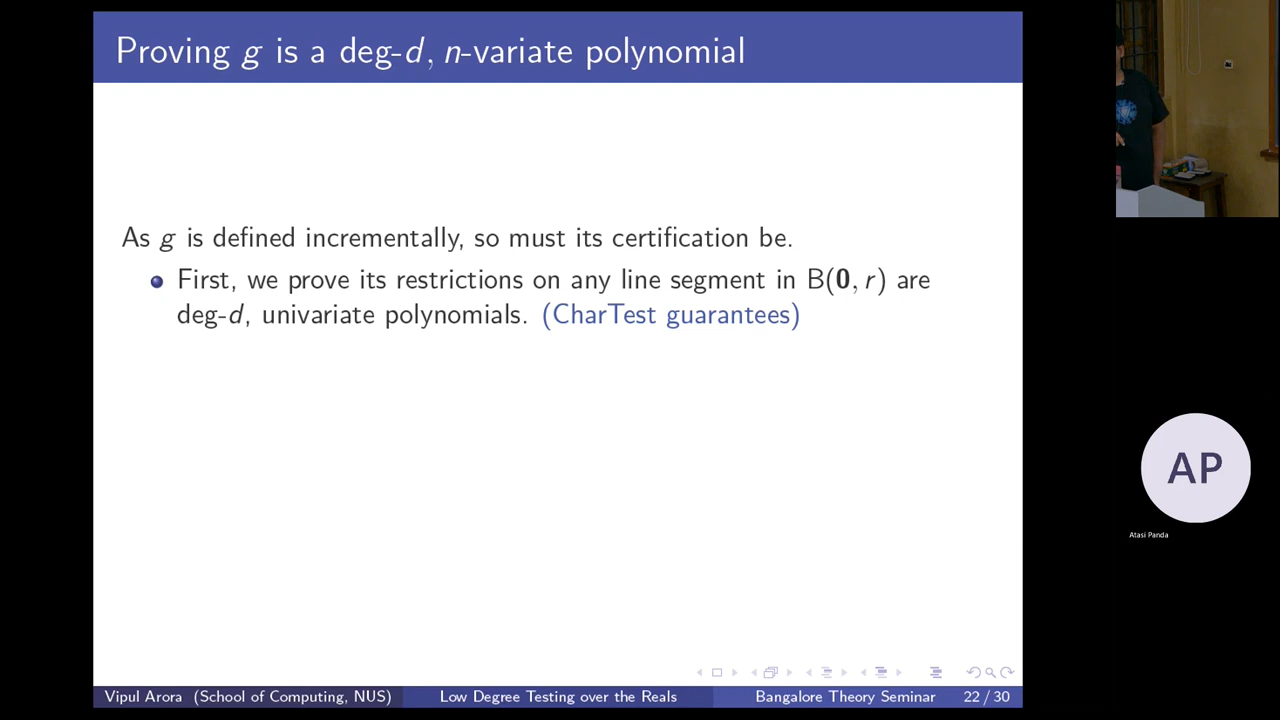 Proving g is a deg-d, n-variate polynomial
As g is defined incrementally, so must its certification be.
First, we prove its restrictions on any line segment in B(0, r) are
deg-d, univariate polynomials. (CharTest guarantees)
AP
Atasi Panda
Vipul Arora (School of Computing, NUS) Low Degree Testing over the Reals Bangalore Theory Seminar 22 / 30